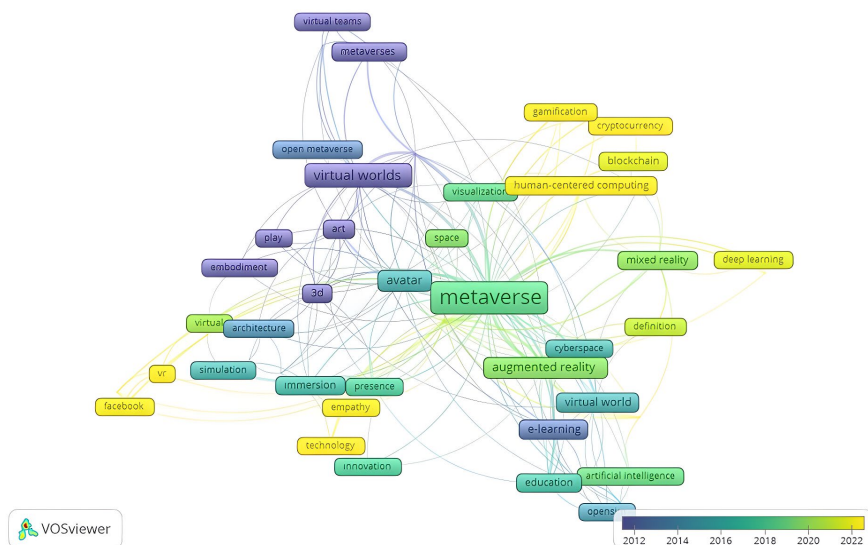 virtual teams
metaverses
gamification
cryptocurrency
open metaverse
blockchain
virtual worlds
human-centered computing
visualization
art
play
space
embodiment
mixed reality
deep learning
avatar
3d
metaverse
virtual
architecture
definition
cyberspace
simulation
augmented reality
vr
immersion
presence
virtual world
facebook
empathy
e-learning
technology
innovation
artificial intelligence
education
VOSviewer
2012 2014 2016 2018 2020 2022